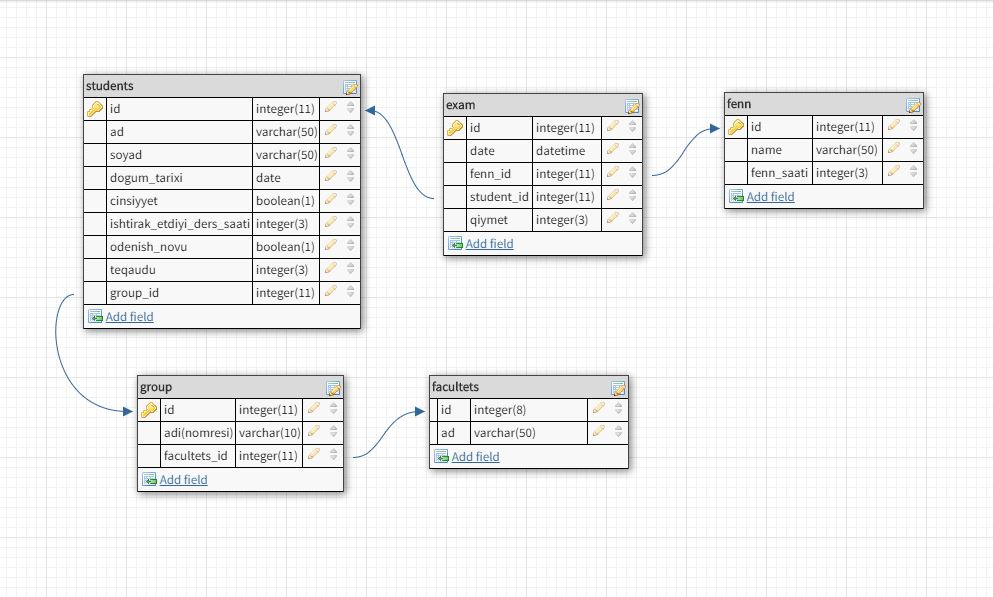 students
id integer(11)
ad varchar(50)
soyad varchar(50)
dogum_tarixi date
cinsiyyet boolean(1)
ishtirak_etdiyi_ders_saati integer(3)
odenish_novu boolean(1)
teqaudu integer(3)
group_id integer(11)
Add field
exam
id integer(11)
date datetime
fenn_id integer(11)
student_id integer(11)
qiymet integer(3)
Add field
fenn
id integer(11)
name varchar(50)
fenn_saati integer(3)
Add field
group
id integer(11)
adi(nomresi) varchar(10)
facultets_id integer(11)
Add field
facultets
id integer(8)
ad varchar(50)
Add field